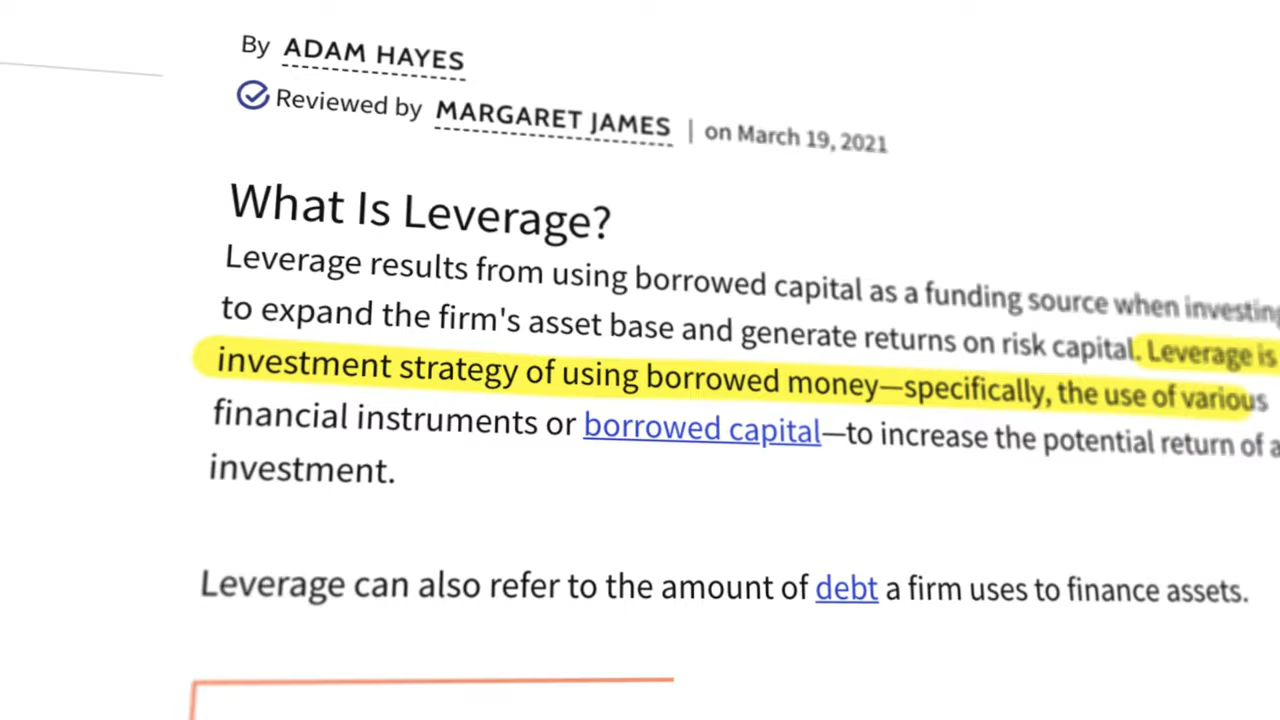 By ADAM HAYES
Reviewed by MARGARET JAMES | on March 19, 2021
What Is Leverage?
Leverage results from using borrowed capital as a funding source when investing
to expand the firm's asset base and generate returns on risk capital. Leverage is
investment strategy of using borrowed money—specifically, the use of various
financial instruments or borrowed capital—to increase the potential return of a
investment.
Leverage can also refer to the amount of debt a firm uses to finance assets.